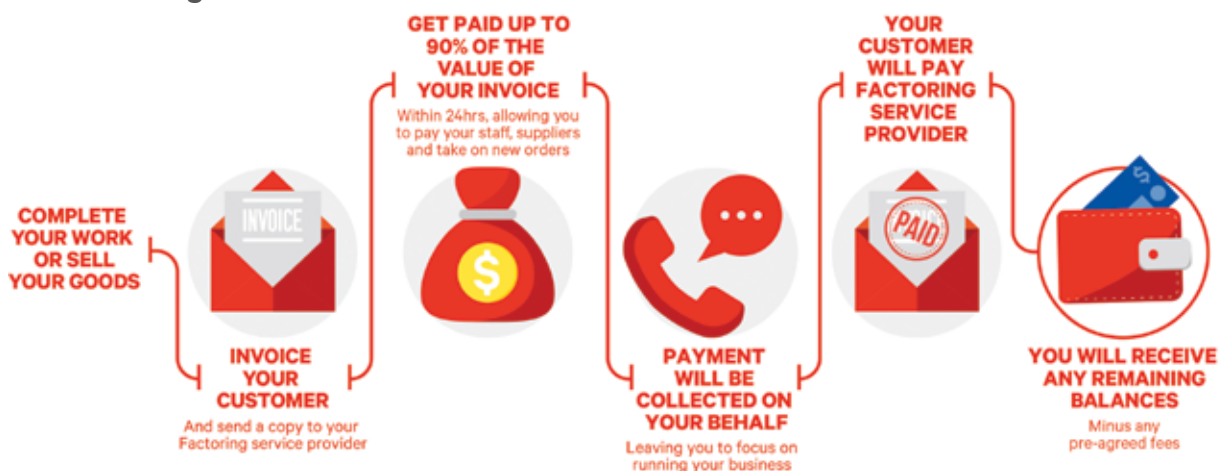 COMPLETE
YOUR WORK
OR SELL
YOUR GOODS
INVOICE
INVOICE
YOUR
CUSTOMER
And send a copy to your
Factoring service provider
GET PAID UP TO
90% OF THE
VALUE OF
YOUR INVOICE
Within 24hrs, allowing you
to pay your staff, suppliers
and take on new orders
$
PAYMENT
WILL BE
COLLECTED ON
YOUR BEHALF
Leaving you to focus on
running your business
YOUR
CUSTOMER
WILL PAY
FACTORING
SERVICE
PROVIDER
PAID
$
YOU WILL RECEIVE
ANY REMAINING
BALANCES
Minus any
pre-agreed fees